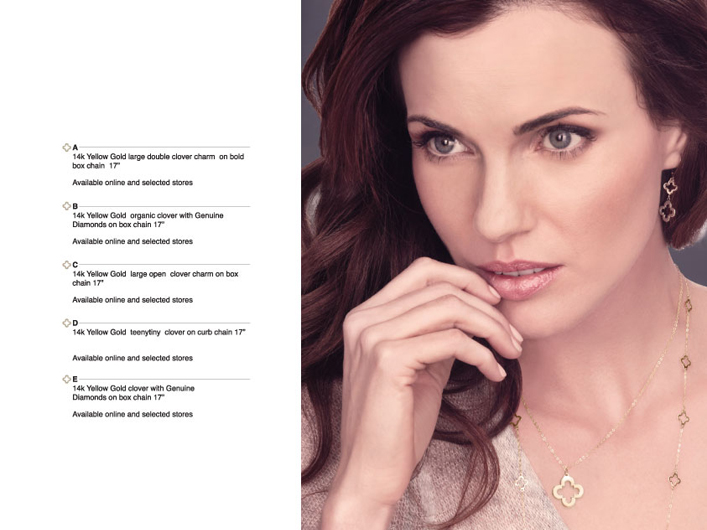 A
14k Yellow Gold large double clover charm on bold
box chain 17"
Available online and selected stores
B
14k Yellow Gold organic clover with Genuine
Diamonds on box chain 17"
Available online and selected stores
C
14k Yellow Gold large open clover charm on box
chain 17"
Available online and selected stores
D
14k Yellow Gold teenytiny clover on curb chain 17"
Available online and selected stores
E
14k Yellow Gold clover with Genuine
Diamonds on box chain 17"
Available online and selected stores